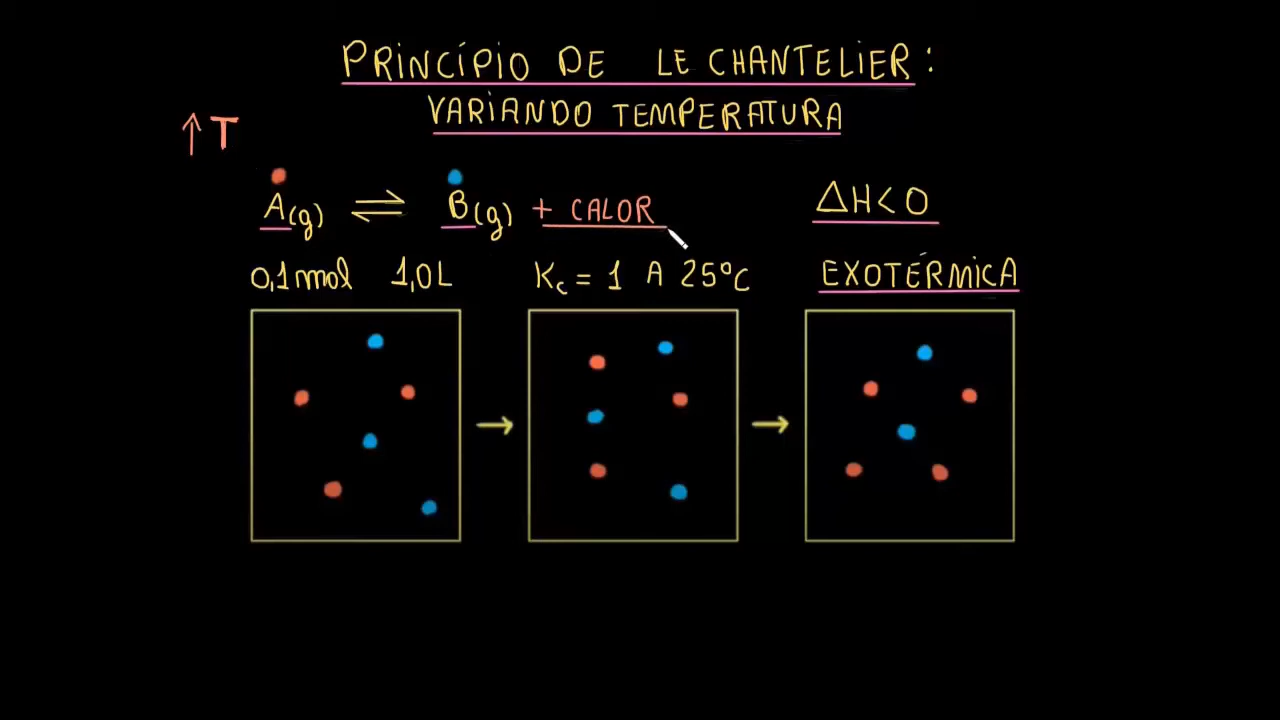 PRINCÍPIO DE LE CHANTELIER:
VARIANDO TEMPERATURA
↑ T
A(g) ⇌ B(g) + CALOR
ΔH < 0
0,1 mol 1,0L
Kc = 1 A 25°C
EXOTÉRMICA